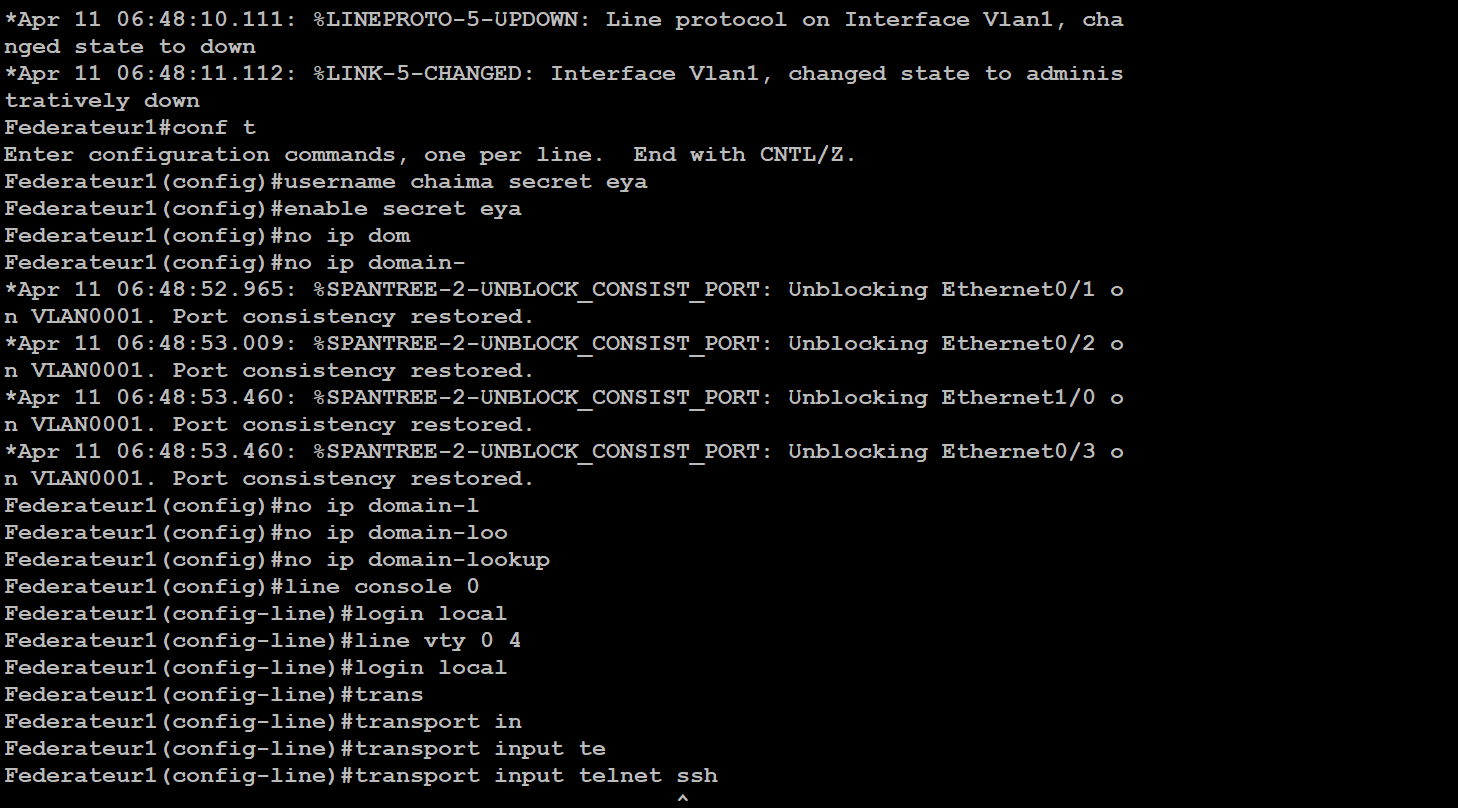 *Apr 11 06:48:10.111: %LINEPROTO-5-UPDOWN: Line protocol on Interface Vlan1, cha
nged state to down
*Apr 11 06:48:11.112: %LINK-5-CHANGED: Interface Vlan1, changed state to adminis
tratively down
Federateur1#conf t
Enter configuration commands, one per line.  End with CNTL/Z.
Federateur1(config)#username chaima secret eya
Federateur1(config)#enable secret eya
Federateur1(config)#no ip dom
Federateur1(config)#no ip domain-
*Apr 11 06:48:52.965: %SPANTREE-2-UNBLOCK_CONSIST_PORT: Unblocking Ethernet0/1 o
n VLAN0001. Port consistency restored.
*Apr 11 06:48:53.009: %SPANTREE-2-UNBLOCK_CONSIST_PORT: Unblocking Ethernet0/2 o
n VLAN0001. Port consistency restored.
*Apr 11 06:48:53.460: %SPANTREE-2-UNBLOCK_CONSIST_PORT: Unblocking Ethernet1/0 o
n VLAN0001. Port consistency restored.
*Apr 11 06:48:53.460: %SPANTREE-2-UNBLOCK_CONSIST_PORT: Unblocking Ethernet0/3 o
n VLAN0001. Port consistency restored.
Federateur1(config)#no ip domain-l
Federateur1(config)#no ip domain-loo
Federateur1(config)#no ip domain-lookup
Federateur1(config)#line console 0
Federateur1(config-line)#login local
Federateur1(config-line)#line vty 0 4
Federateur1(config-line)#login local
Federateur1(config-line)#trans
Federateur1(config-line)#transport in
Federateur1(config-line)#transport input te
Federateur1(config-line)#transport input telnet ssh
^